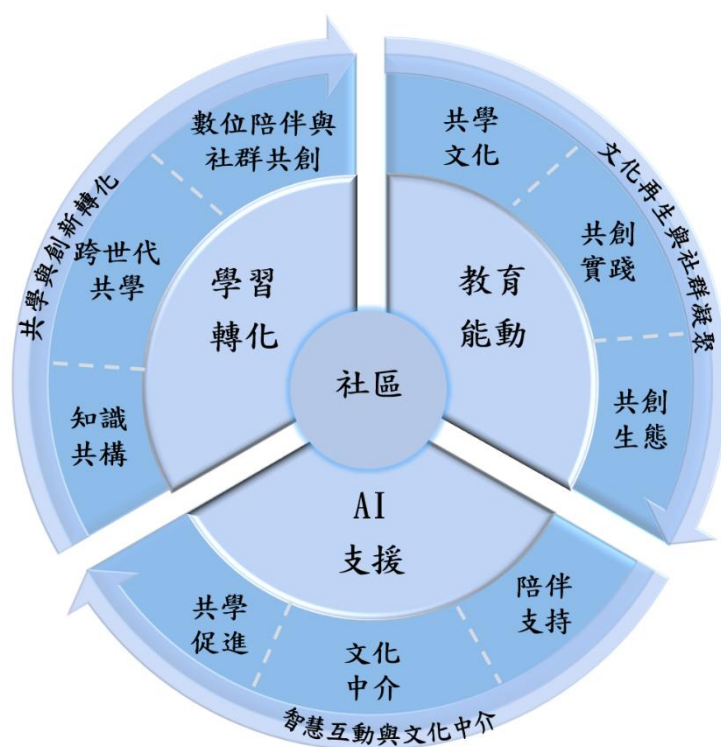 數位陪伴與
社群共創
跨世代
共學
知識
共構
共學與創新轉化
學習
轉化
共學
文化
共創
實踐
共創
生態
文化再生與社群凝聚
教育
能動
社區
AI
支援
共學
促進
文化
中介
陪伴
支持
智慧互動與文化中介